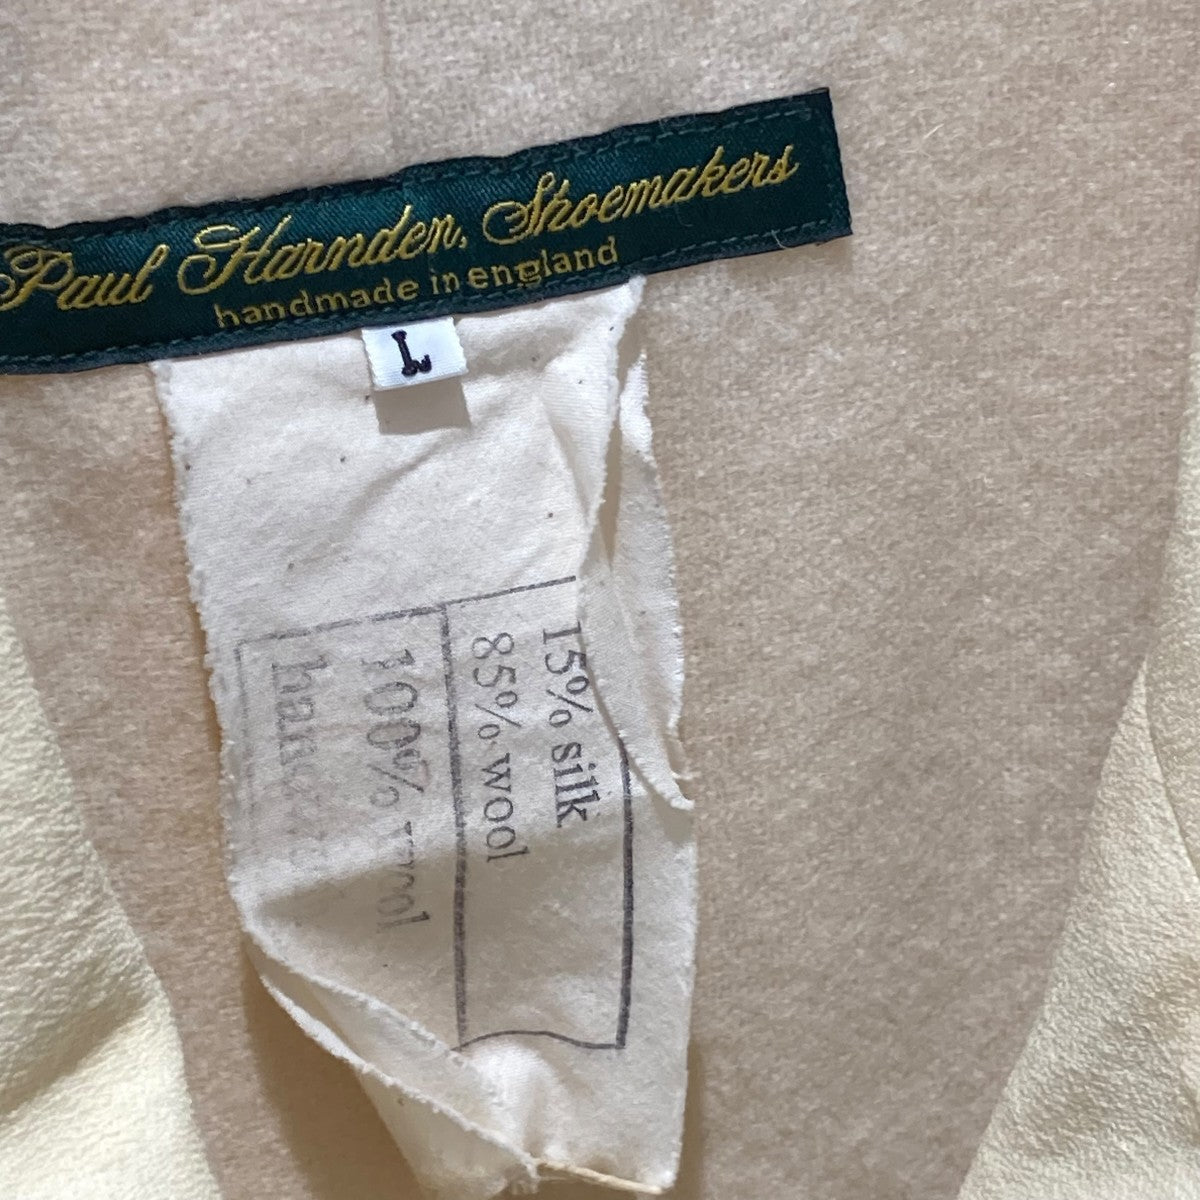 Paul Harnden, Shoemakers
handmade in england
L
15% silk
85% wool
100% wool